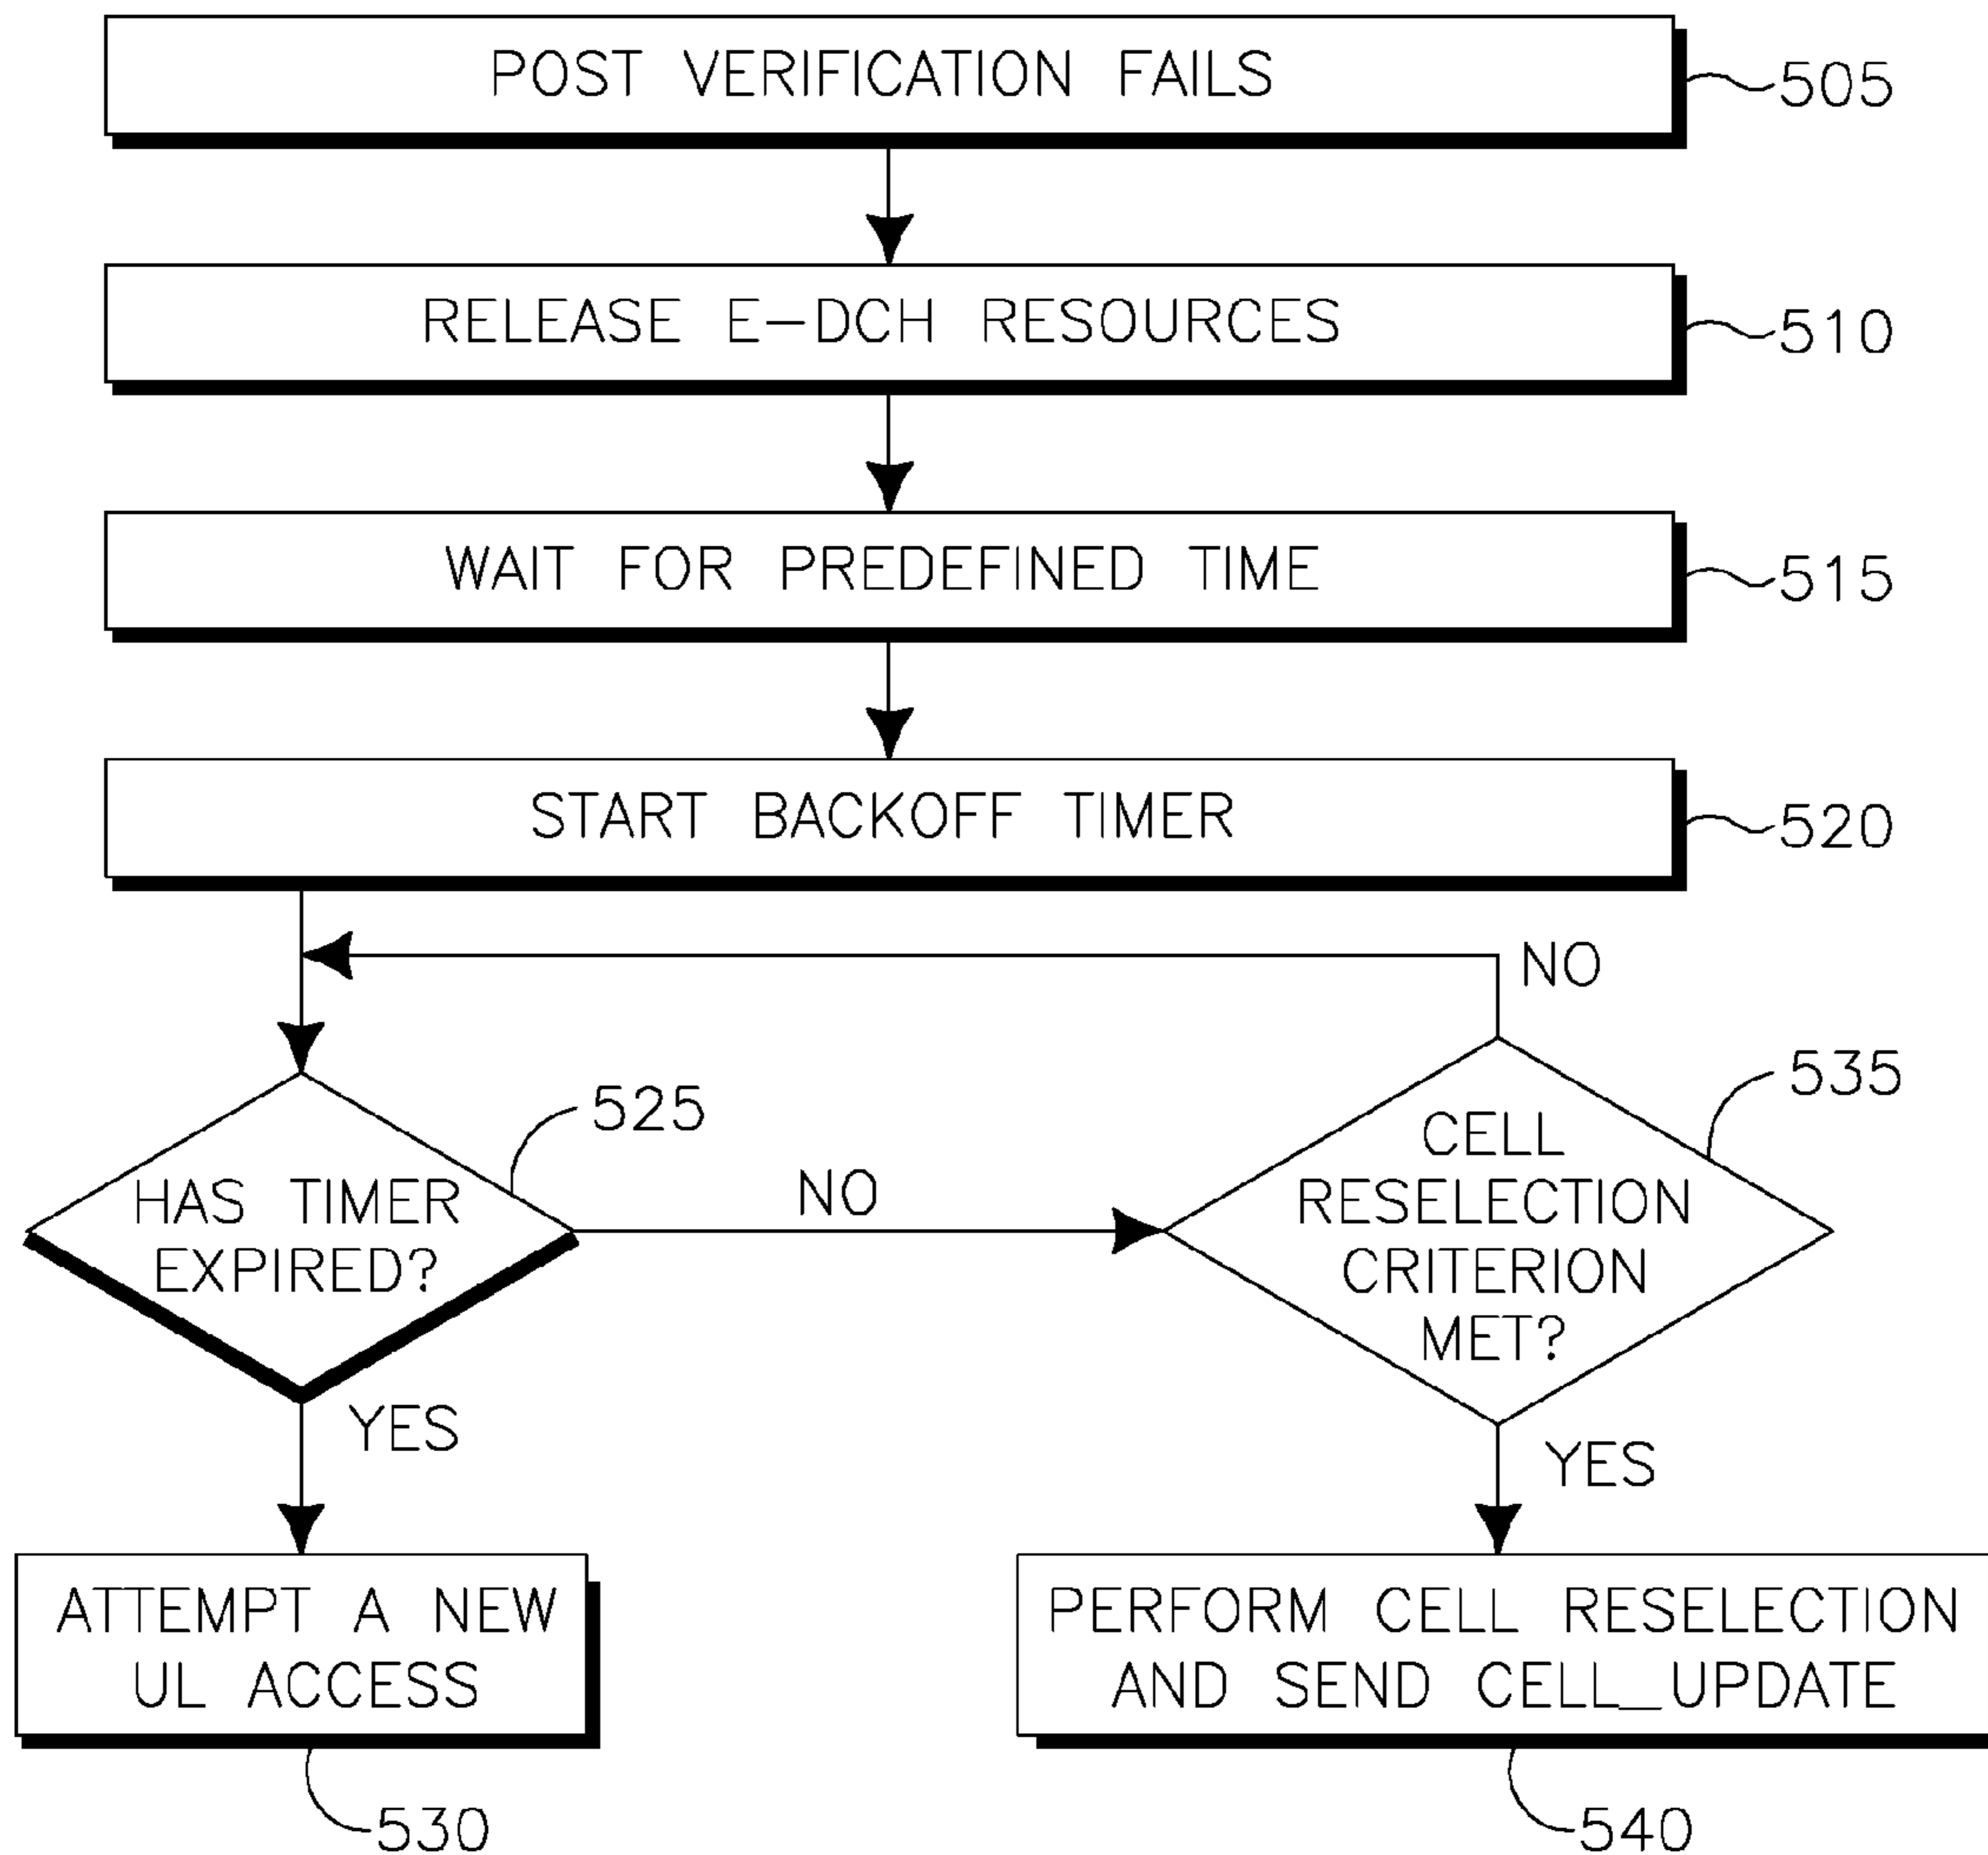 POST VERIFICATION FAILS
505
RELEASE E-DCH RESOURCES
510
WAIT FOR PREDEFINED TIME
515
START BACKOFF TIMER
520
NO
535
525
CELL
RESELECTION
CRITERION
MET?
NO
HAS TIMER
EXPIRED?
YES
YES
ATTEMPT A NEW
UL ACCESS
530
PERFORM CELL RESELECTION
AND SEND CELL_UPDATE
540